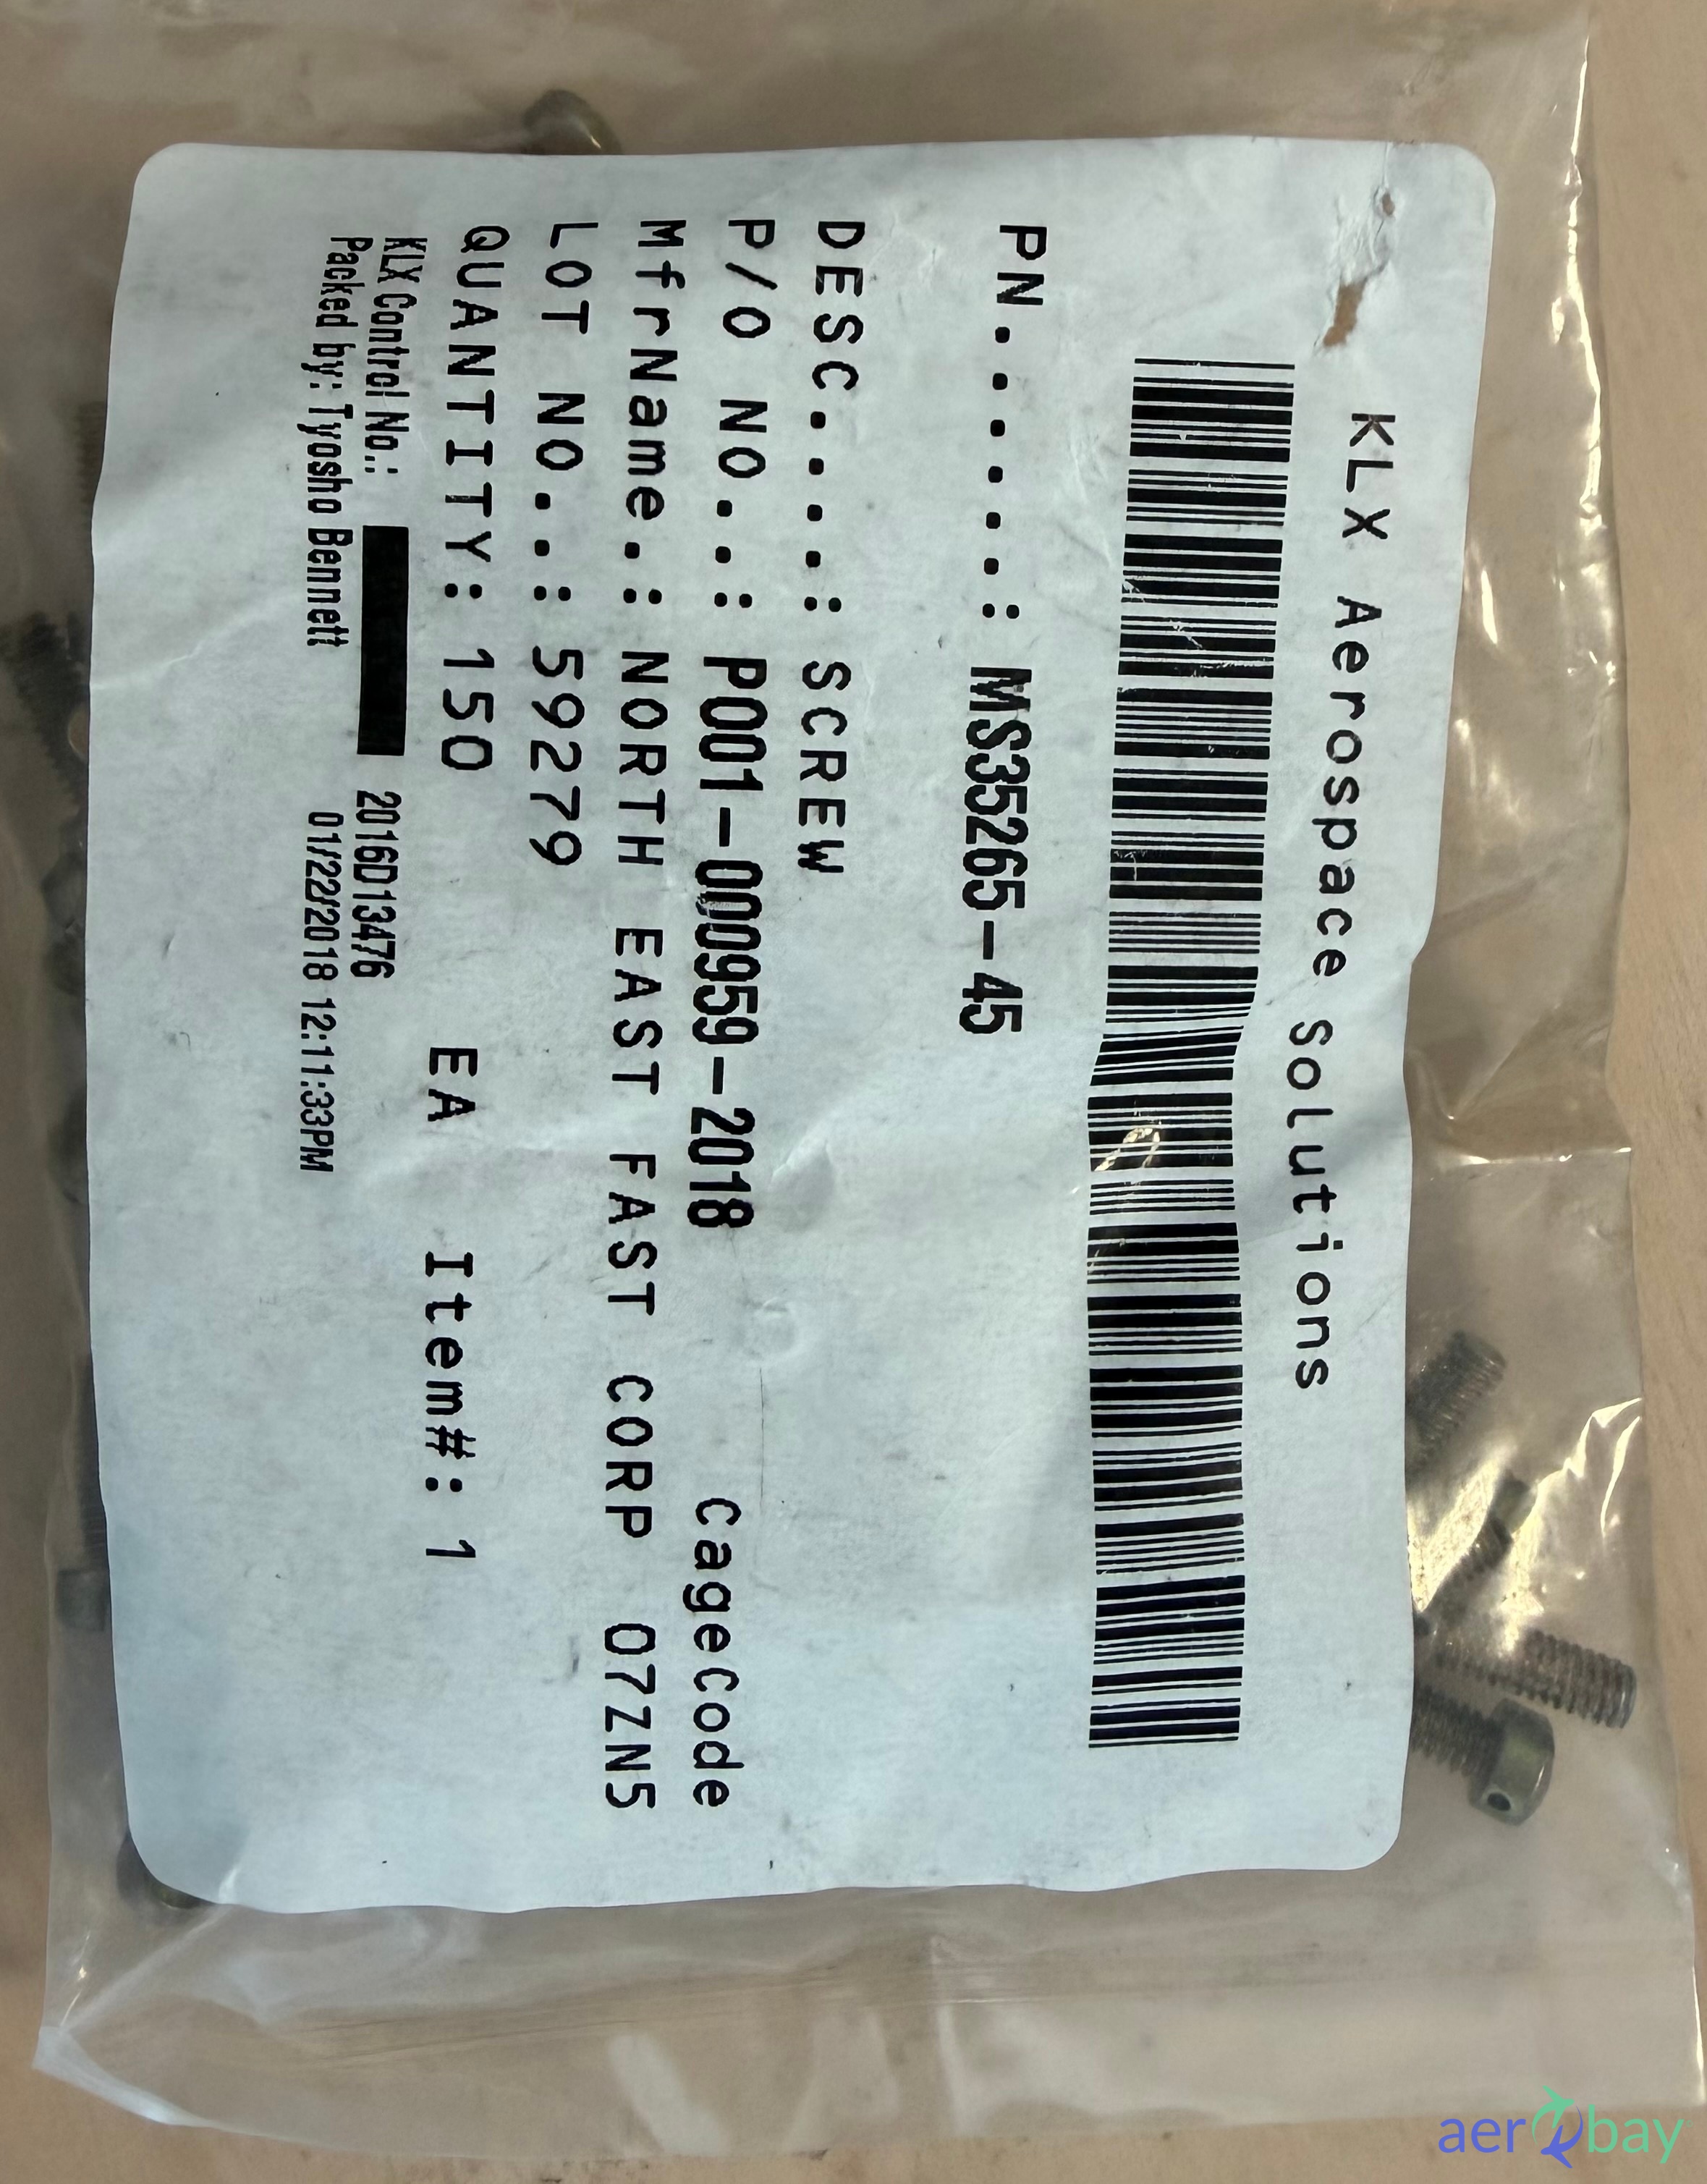 KLX Aerospace Solutions
PN.......: MS35265-45
DESC.....: SCREW
P/O NO...: P001-000959-2018 CageCode
MfrName.: NORTH EAST FAST CORP 07ZN5
LOT NO...: 59279
QUANTITY: 150 EA Item#: 1
KLX Control No.: 2016D13476
Packed by: Tyosho Bennett 01/22/2018 12:11:33PM
aerobay